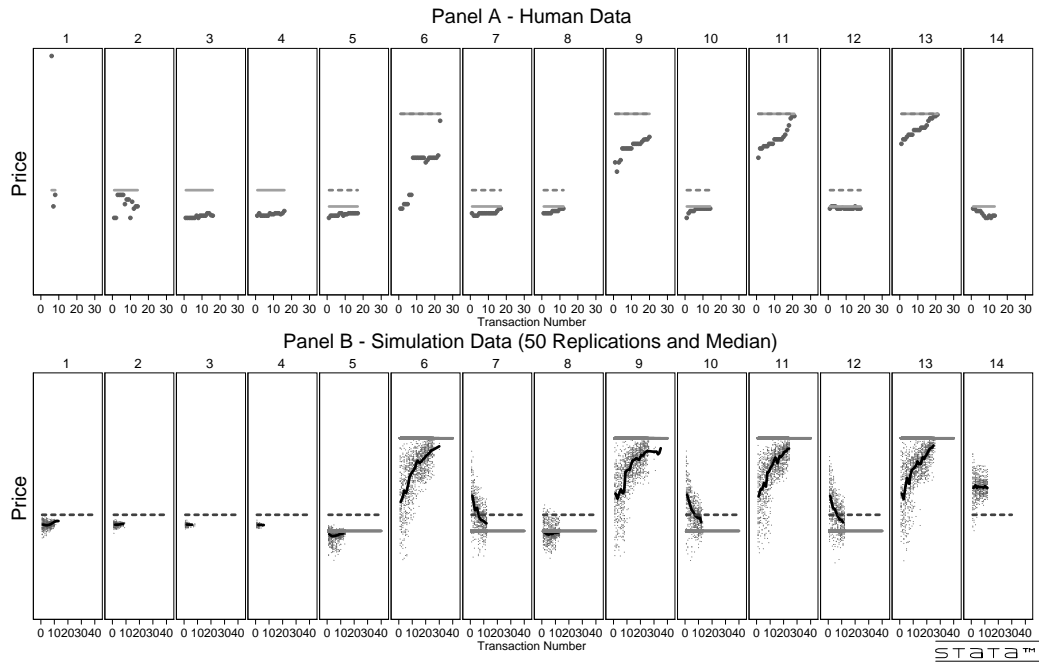 Panel A - Human Data
1 2 3 4 5 6 7 8 9 10 11 12 13 14
Price
0 10 20 30 0 10 20 30 0 10 20 30 0 10 20 30 0 10 20 30 0 10 20 30 0 10 20 30 0 10 20 30 0 10 20 30 0 10 20 30 0 10 20 30 0 10 20 30 0 10 20 30 0 10 20 30
Transaction Number
Panel B - Simulation Data (50 Replications and Median)
1 2 3 4 5 6 7 8 9 10 11 12 13 14
Price
0 10203040 0 10203040 0 10203040 0 10203040 0 10203040 0 10203040 0 10203040 0 10203040 0 10203040 0 10203040 0 10203040 0 10203040 0 10203040 0 10203040
Transaction Number
STATA™